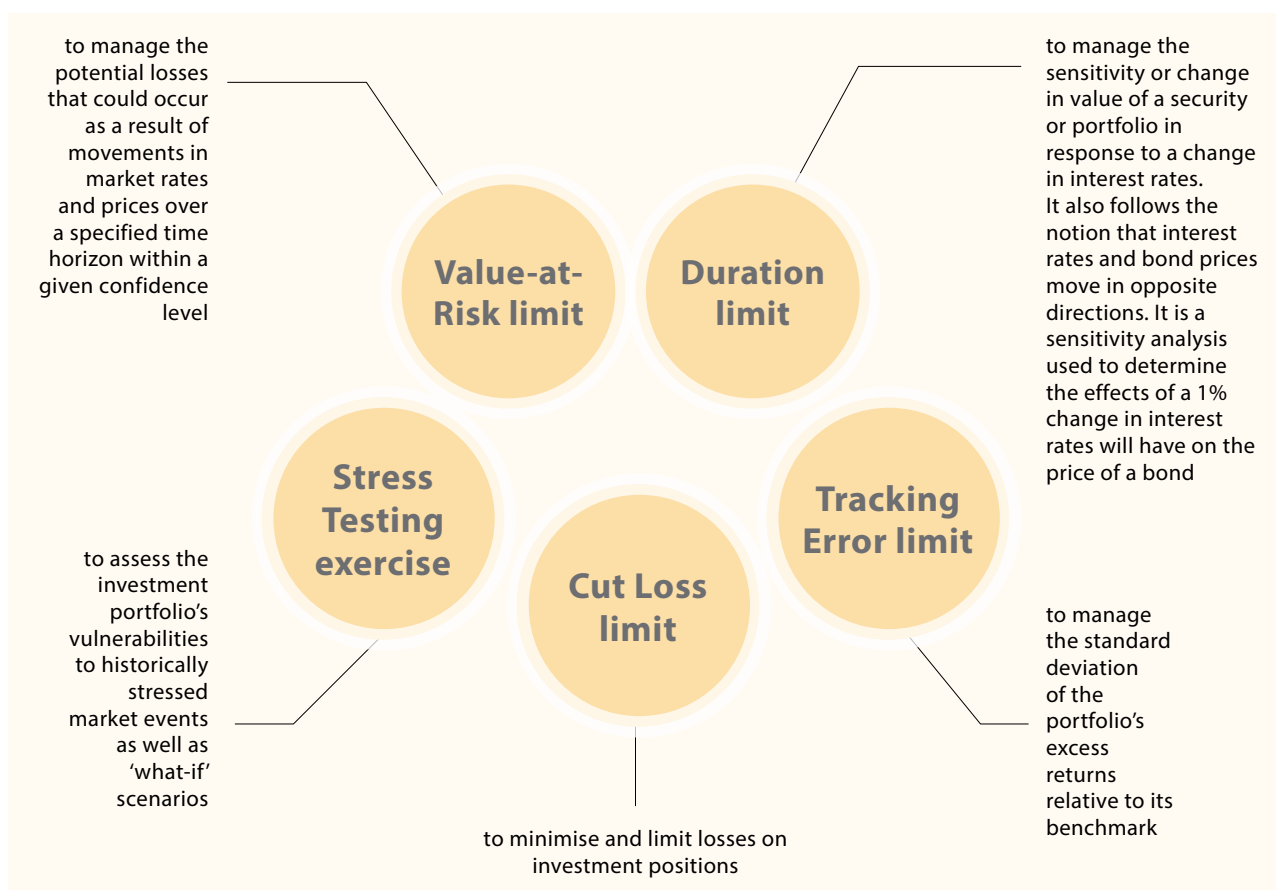 to manage the
potential losses
that could occur
as a result of
movements in
market rates
and prices over
a specified time
horizon within a
given confidence
level
Value-at-
Risk limit
Duration
limit
to manage the
sensitivity or change
in value of a security
or portfolio in
response to a change
in interest rates.
It also follows the
notion that interest
rates and bond prices
move in opposite
directions. It is a
sensitivity analysis
used to determine
the effects of a 1%
change in interest
rates will have on the
price of a bond
Stress
Testing
exercise
to assess the
investment
portfolio’s
vulnerabilities
to historically
stressed
market events
as well as
‘what-if’
scenarios
Cut Loss
limit
to minimise and limit losses on
investment positions
Tracking
Error limit
to manage
the standard
deviation
of the
portfolio’s
excess
returns
relative to its
benchmark